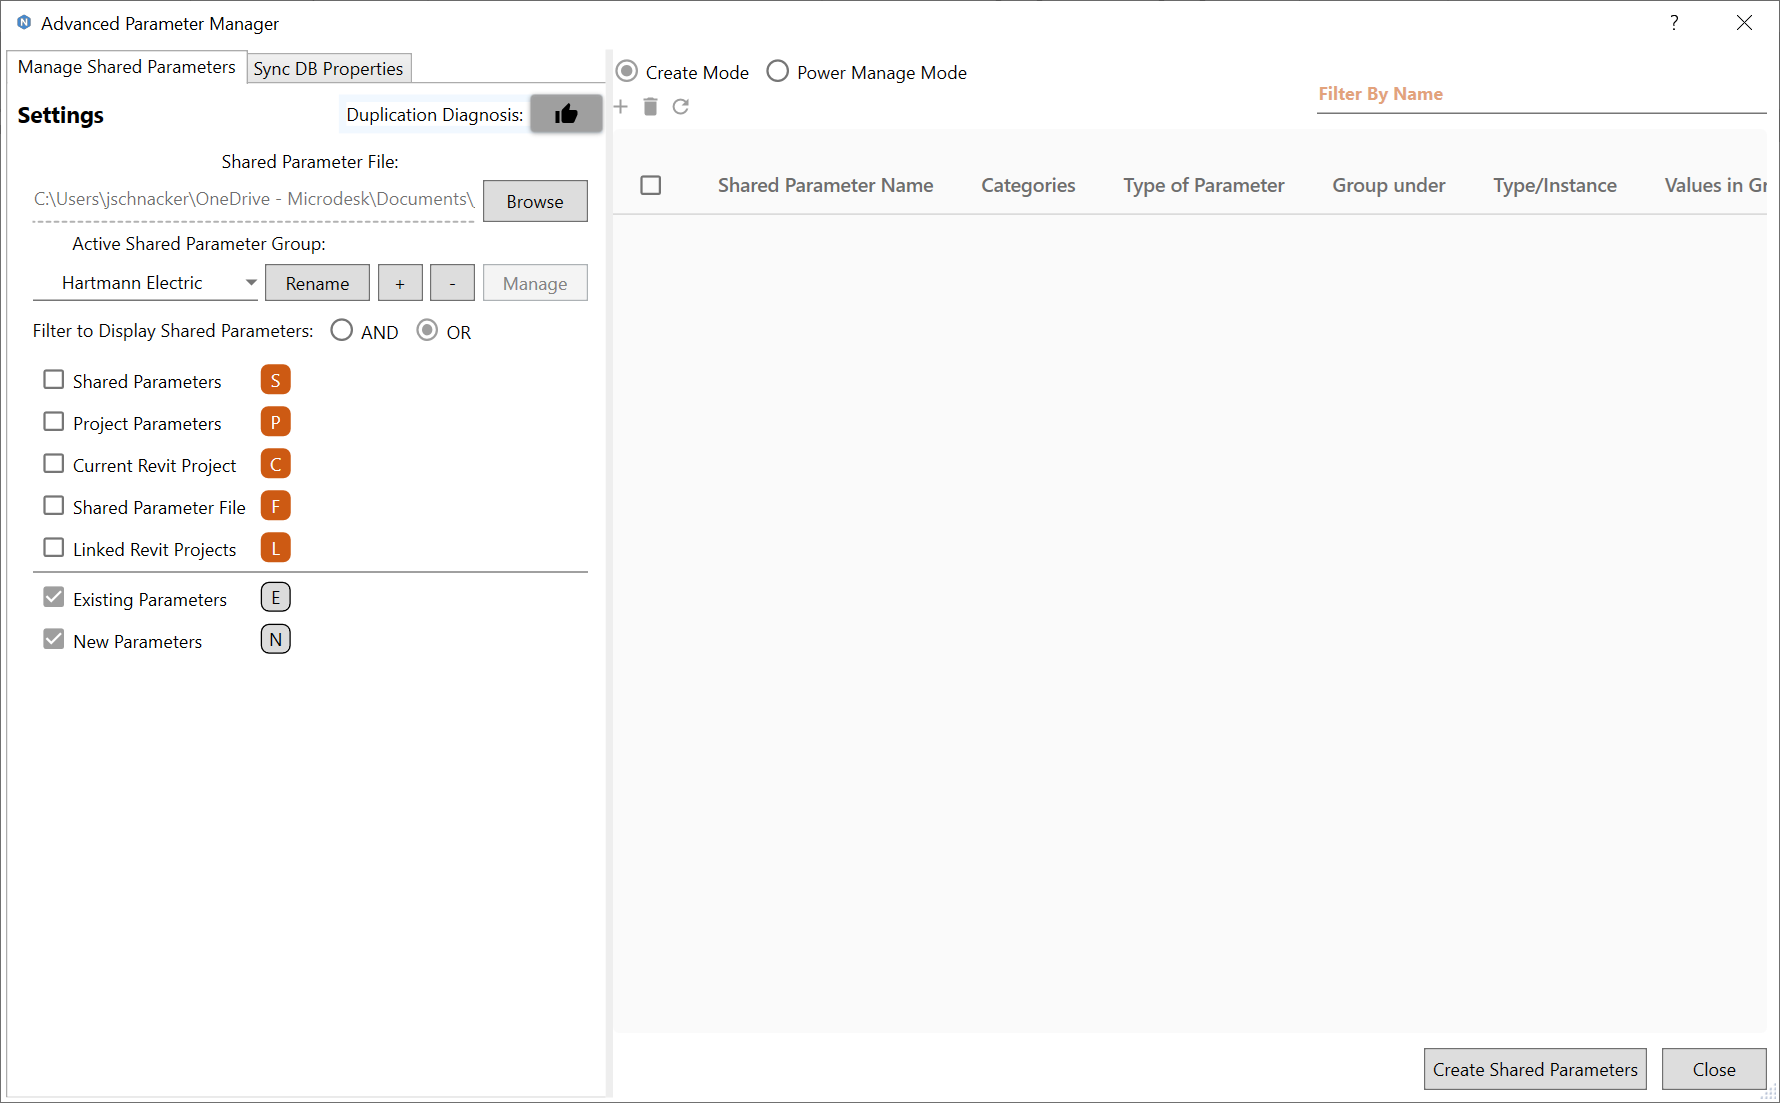 Advanced Parameter Manager
?
Manage Shared Parameters
Sync DB Properties
Settings
Duplication Diagnosis:
Shared Parameter File:
C:\Users\jschnacker\OneDrive - Microdesk\Documents\
Browse
Active Shared Parameter Group:
Hartmann Electric
Rename
+
-
Manage
Filter to Display Shared Parameters:
AND
OR
Shared Parameters S
Project Parameters P
Current Revit Project C
Shared Parameter File F
Linked Revit Projects L
Existing Parameters E
New Parameters N
Create Mode
Power Manage Mode
Filter By Name
Shared Parameter Name
Categories
Type of Parameter
Group under
Type/Instance
Values in Gr
Create Shared Parameters
Close